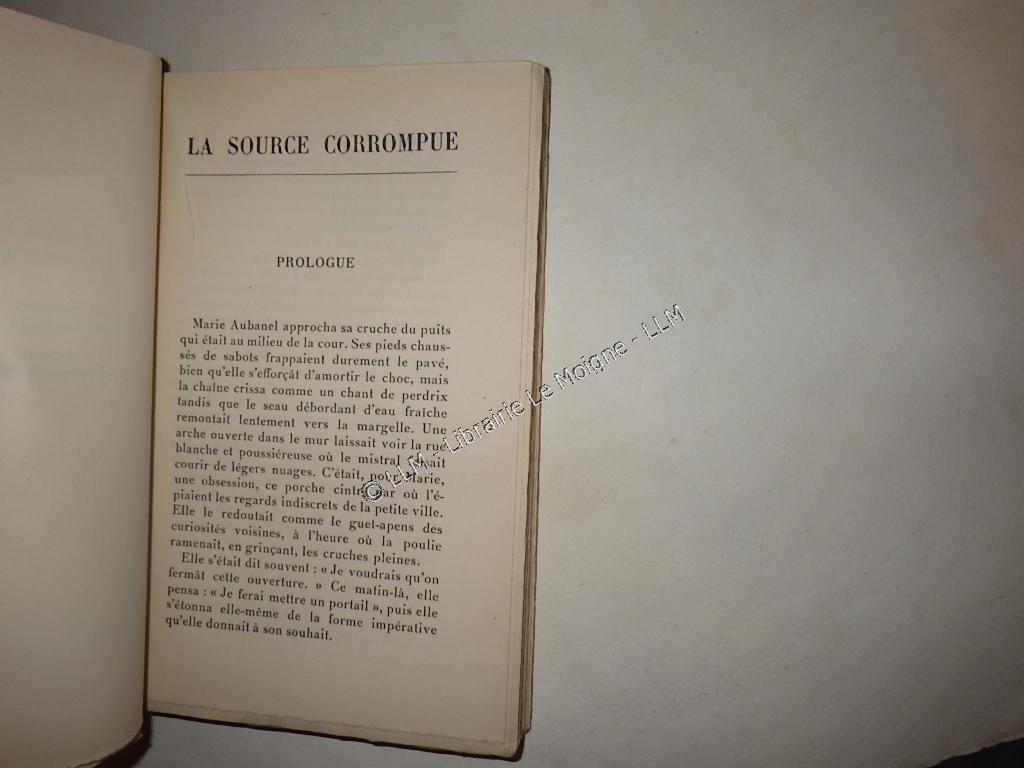 LA SOURCE CORROMPUE
PROLOGUE
Marie Aubanel approcha sa cruche du puits
qui était au milieu de la cour. Ses pieds chaus-
sés de sabots frappaient durement le pavé,
bien qu'elle s'efforçât d'amortir le choc, mais
la chaîne crissa comme un chant de perdrix
tandis que le seau débordant d'eau fraîche
remontait lentement vers la margelle. Une
arche ouverte dans le mur laissait voir la rue
blanche et poussiéreuse où le mistral faisait
courir de légers nuages. C'était, pour Marie,
une obsession, ce porche cintré par où l'é-
piaient les regards indiscrets de la petite ville.
Elle le redoutait comme le guet-apens des
curiosités voisines, à l'heure où la poulie
ramenait, en grinçant, les cruches pleines.
Elle s'était dit souvent : « Je voudrais qu'on
fermât cette ouverture. » Ce matin-là, elle
pensa : « Je ferai mettre un portail », puis elle
s'étonna elle-même de la forme impérative
qu'elle donnait à son souhait.
© LLM - Librairie Le Moigne - LLM